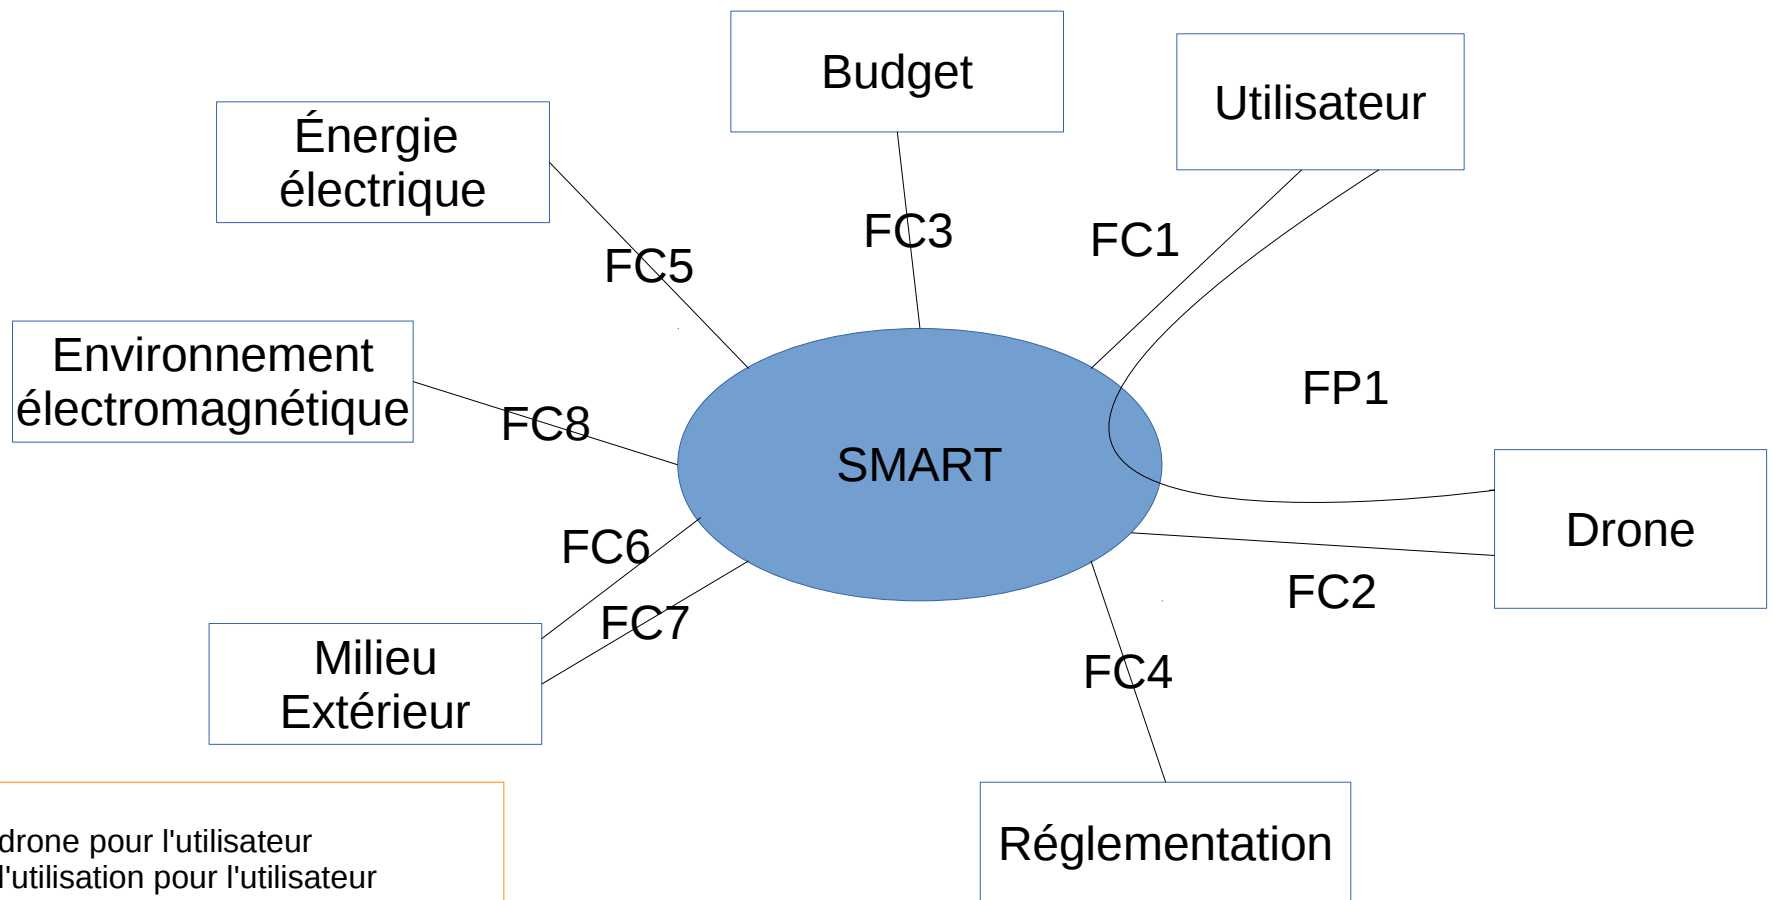 Budget
Utilisateur
Énergie
électrique
FC3
FC1
FC5
Environnement
électromagnétique
FP1
FC8
SMART
Drone
FC6
FC2
FC7
Milieu
Extérieur
FC4
Réglementation
drone pour l'utilisateur
l'utilisation pour l'utilisateur